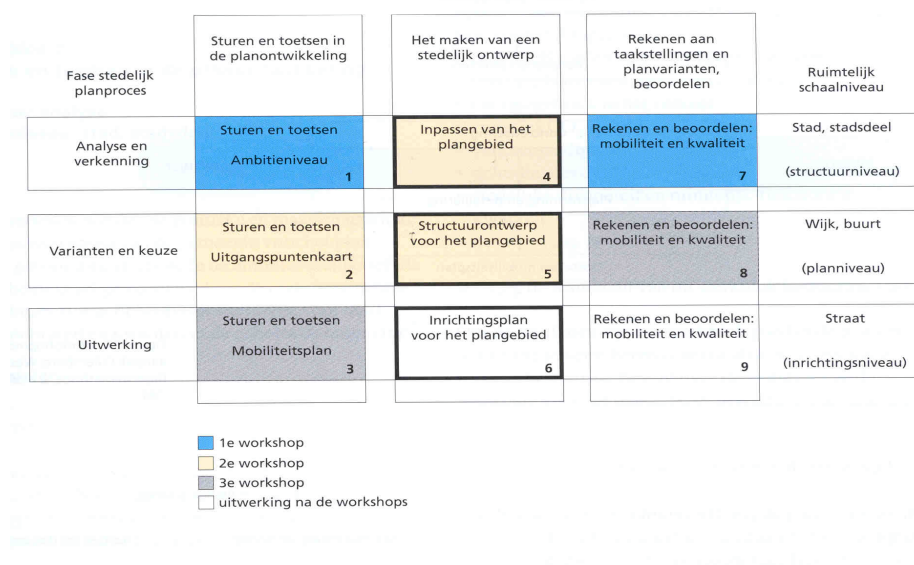 Fase stedelijk
planproces
Sturen en toetsen in
de planontwikkeling
Het maken van een
stedelijk ontwerp
Rekenen aan
taakstellingen en
planvarianten,
beoordelen
Ruimtelijk
schaalniveau
Analyse en
verkenning
Sturen en toetsen
Ambitieniveau
1
Inpassen van het
plangebied
4
Rekenen en beoordelen:
mobiliteit en kwaliteit
7
Stad, stadsdeel
(structuurniveau)
Varianten en keuze
Sturen en toetsen
Uitgangspuntenkaart
2
Structuurontwerp
voor het plangebied
5
Rekenen en beoordelen:
mobiliteit en kwaliteit
8
Wijk, buurt
(planniveau)
Uitwerking
Sturen en toetsen
Mobiliteitsplan
3
Inrichtingsplan
voor het plangebied
6
Rekenen en beoordelen:
mobiliteit en kwaliteit
9
Straat
(inrichtingsniveau)
1e workshop
2e workshop
3e workshop
uitwerking na de workshops